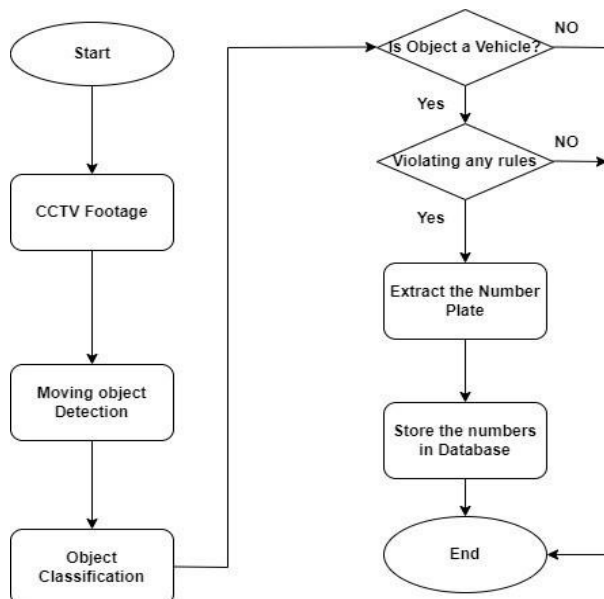 Start
CCTV Footage
Moving object
Detection
Object
Classification
Is Object a Vehicle?
NO
Yes
Violating any rules
NO
Yes
Extract the Number
Plate
Store the numbers
in Database
End